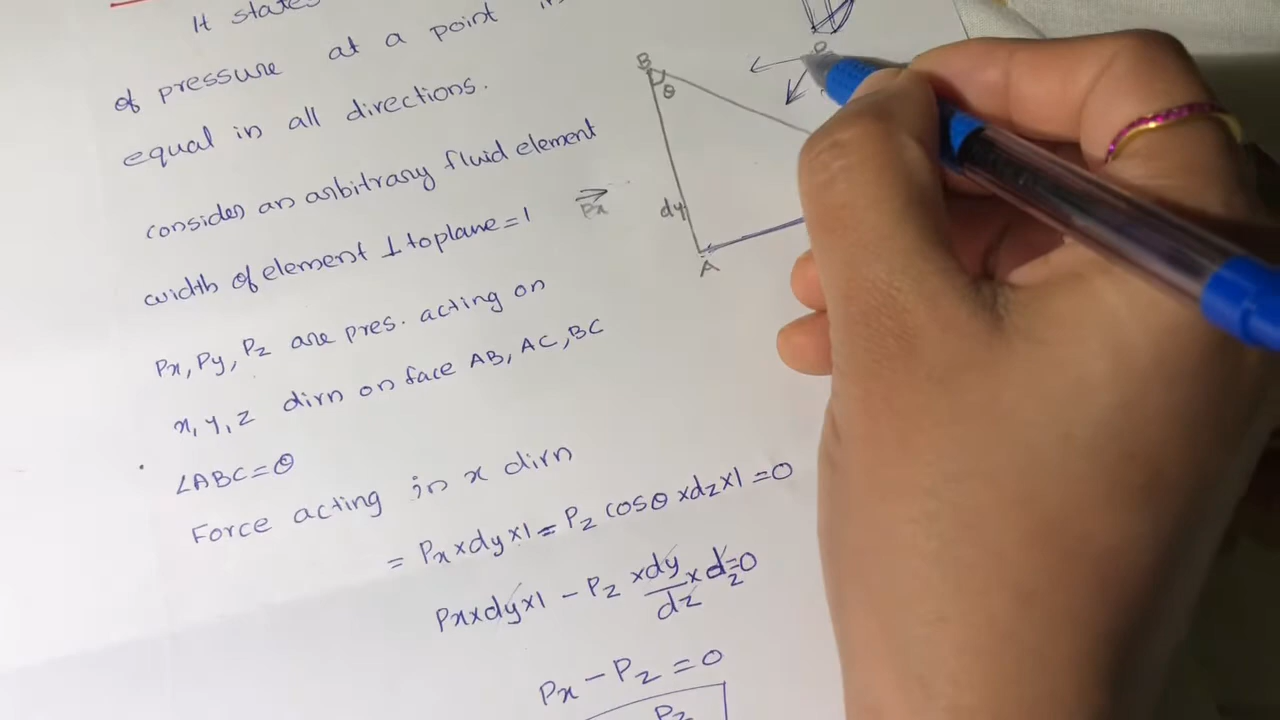 It states
of pressure at a point in
equal in all directions.
consider an arbitrary fluid element
width of element ⊥ to plane = 1
Px, Py, Pz are pres. acting on
x, y, z dirn on face AB, AC, BC
∠ABC = θ
Force acting in x dirn
= Px x dy x 1 = Pz cosθ x dz x 1 = 0
Px x dy x 1 - Pz x dy/dz x dz = 0
Px - Pz = 0
Pz
B
θ
Px
dy
A